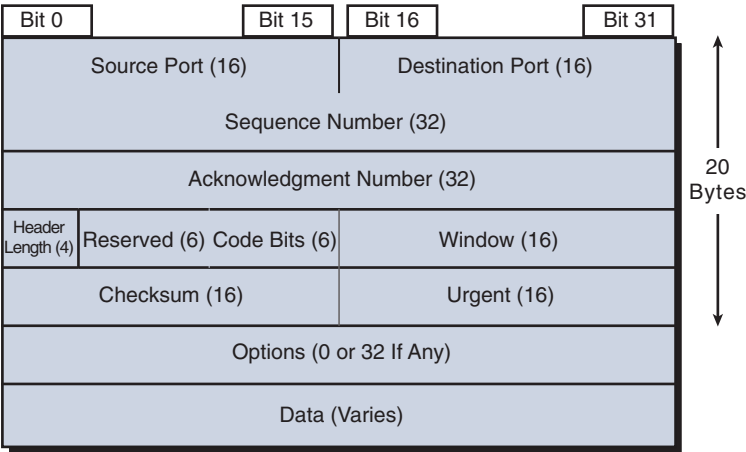 Bit 0 Bit 15 Bit 16 Bit 31
Source Port (16) Destination Port (16)
Sequence Number (32)
Acknowledgment Number (32)
20
Bytes
Header
Length (4) Reserved (6) Code Bits (6) Window (16)
Checksum (16) Urgent (16)
Options (0 or 32 If Any)
Data (Varies)